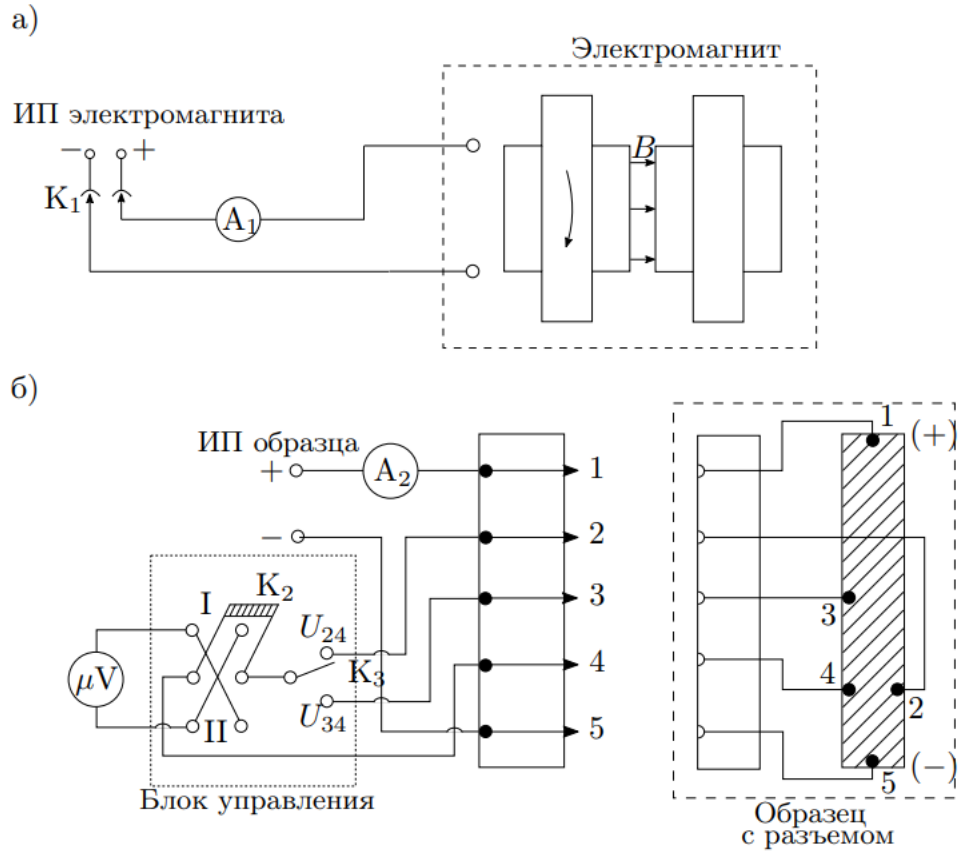 а)
Электромагнит
ИП электромагнита
− +
B
K1
A1
б)
ИП образца
+ A2 1
1 (+)
− 2
I K2
3
U24
3
μV
K3
4
4
2
II
U34
5
5 (−)
Блок управления
Образец
с разъемом